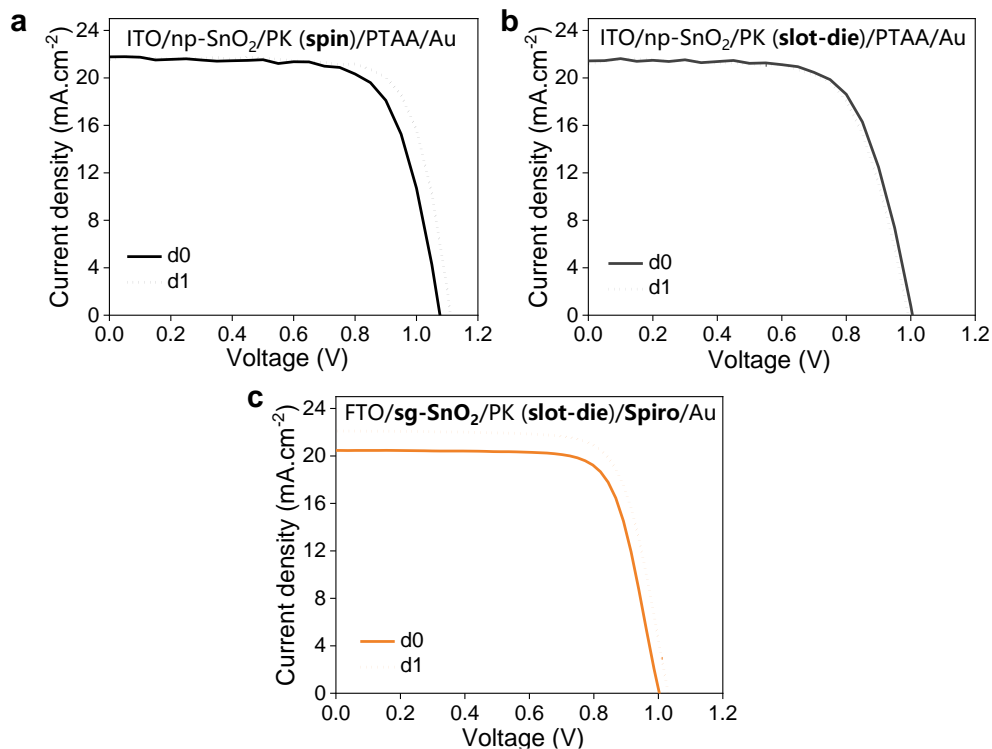 a
ITO/np-SnO₂/PK (spin)/PTAA/Au
Current density (mA.cm⁻²)
24
20
16
12
8
4
0
d0
d1
0.0 0.2 0.4 0.6 0.8 1.0 1.2
Voltage (V)
b
ITO/np-SnO₂/PK (slot-die)/PTAA/Au
Current density (mA.cm⁻²)
24
20
16
12
8
4
0
d0
d1
0.0 0.2 0.4 0.6 0.8 1.0 1.2
Voltage (V)
c
FTO/sg-SnO₂/PK (slot-die)/Spiro/Au
Current density (mA.cm⁻²)
24
20
16
12
8
4
0
d0
d1
0.0 0.2 0.4 0.6 0.8 1.0 1.2
Voltage (V)